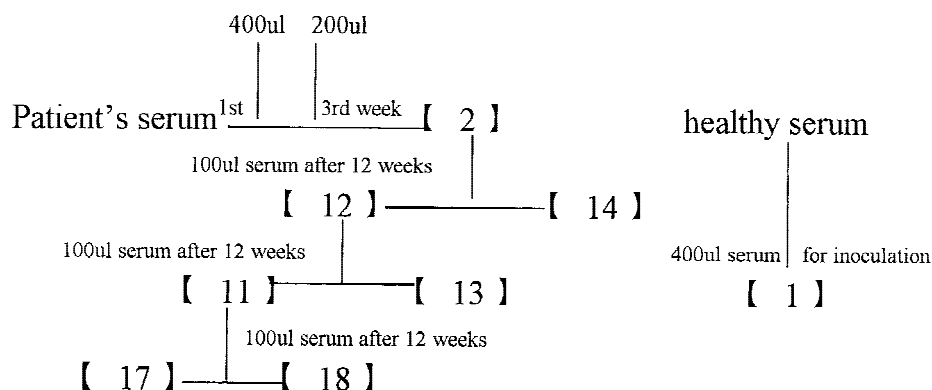 400ul 200ul
Patient's serum 1st 3rd week 【 2 】 healthy serum
100ul serum after 12 weeks
【 12 】 【 14 】
100ul serum after 12 weeks 400ul serum for inoculation
【 11 】 【 13 】 【 1 】
100ul serum after 12 weeks
【 17 】 【 18 】